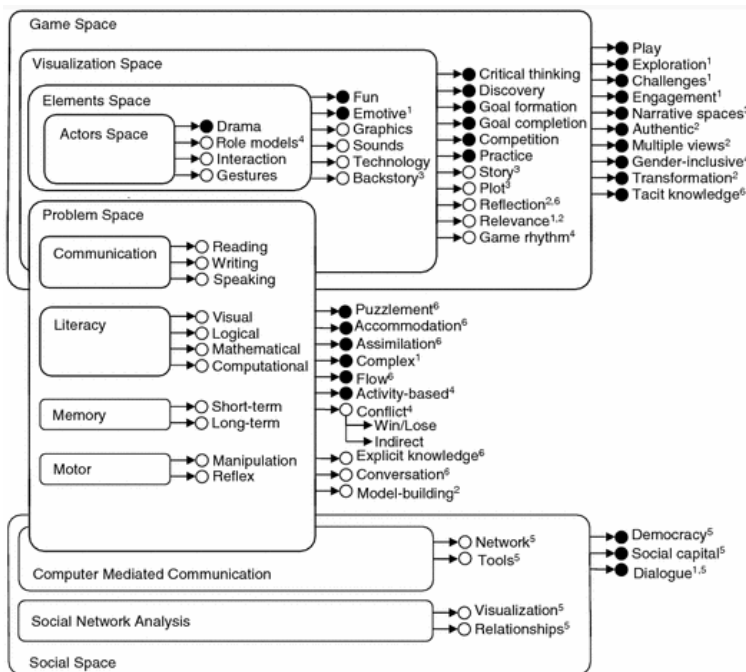 Game Space
Visualization Space
Elements Space
Actors Space
Drama
Role models4
Interaction
Gestures
Fun
Emotive1
Graphics
Sounds
Technology
Backstory3
Critical thinking
Discovery
Goal formation
Goal completion
Competition
Practice
Story3
Plot3
Reflection2,6
Relevance1,2
Game rhythm4
Play
Exploration1
Challenges1
Engagement1
Narrative spaces
Authentic2
Multiple views2
Gender-inclusive
Transformation2
Tacit knowledge6
Problem Space
Communication
Reading
Writing
Speaking
Literacy
Visual
Logical
Mathematical
Computational
Memory
Short-term
Long-term
Motor
Manipulation
Reflex
Puzzlement6
Accommodation6
Assimilation6
Complex1
Flow6
Activity-based4
Conflict4
Win/Lose
Indirect
Explicit knowledge6
Conversation6
Model-building2
Computer Mediated Communication
Network5
Tools5
Social Network Analysis
Visualization5
Relationships5
Social Space
Democracy5
Social capital5
Dialogue1,5